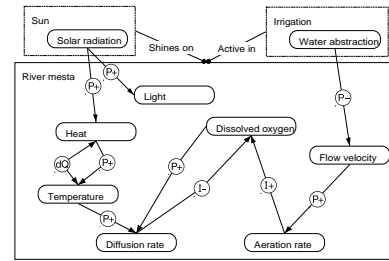 Sun
Irrigation
Solar radiation
Shines on
Active in
Water abstraction
River mesta
P+
P+
P−
Light
Heat
Dissolved oxygen
dQ
P+
P+
Flow velocity
Temperature
I−
I+
P+
P+
Diffusion rate
Aeration rate